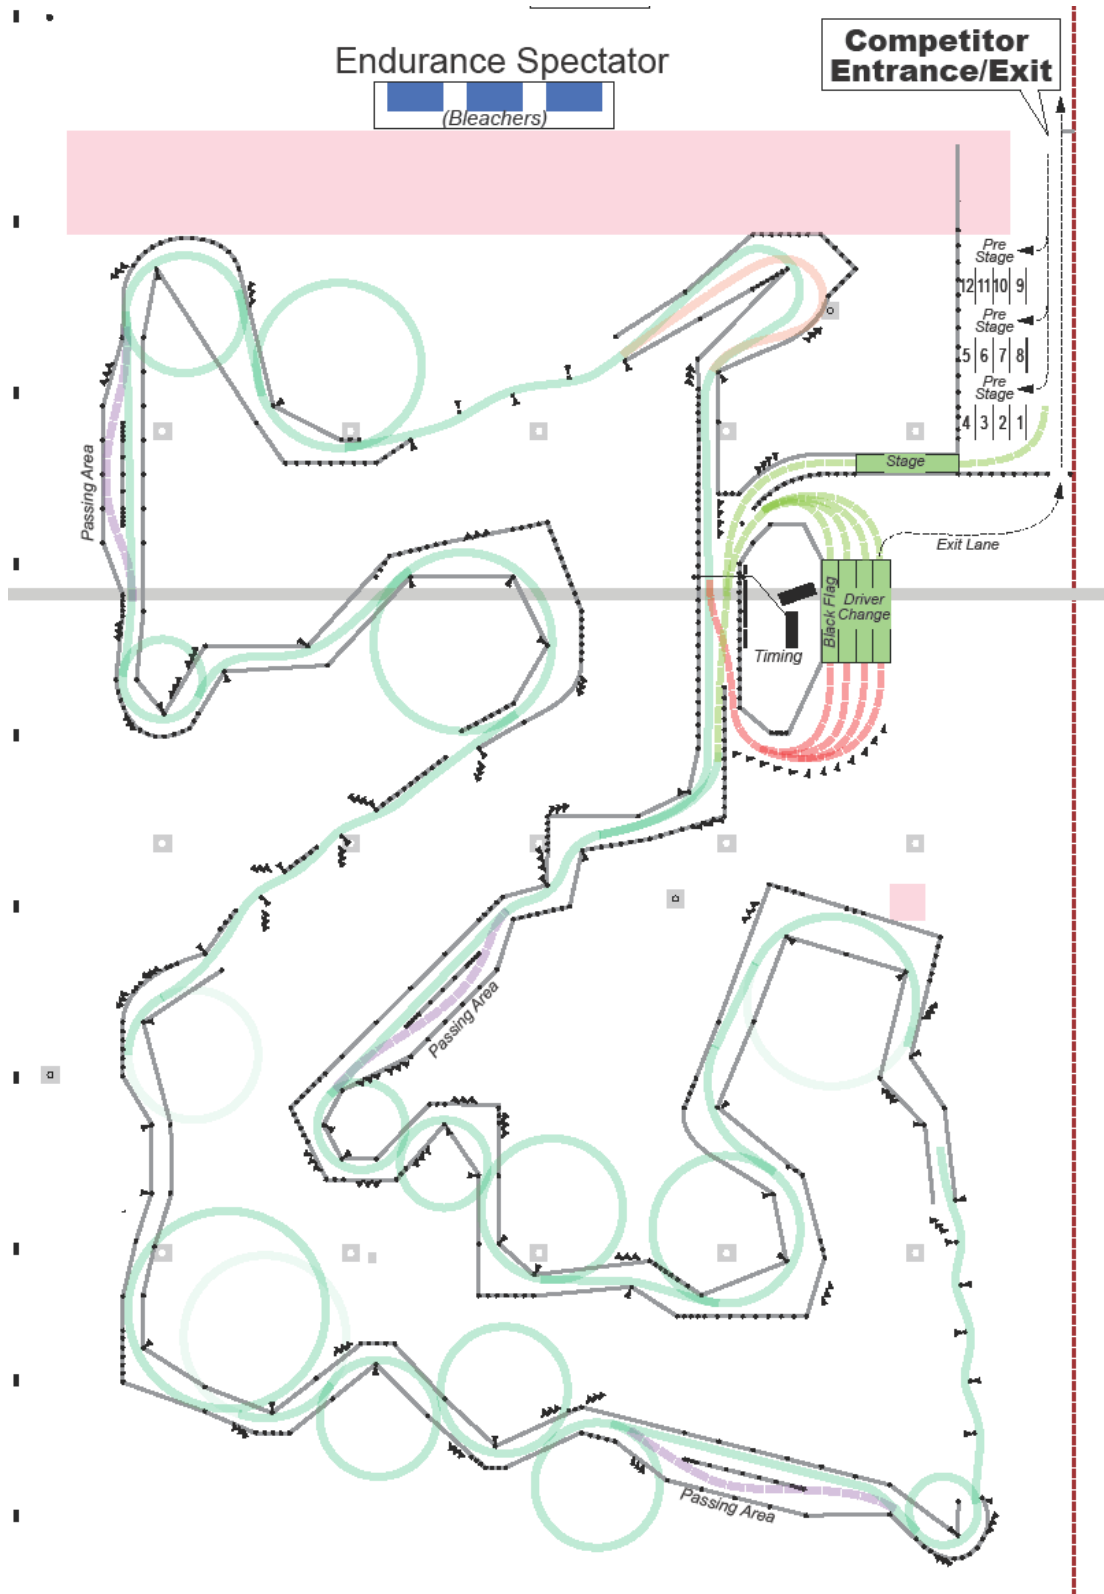 Endurance Spectator
(Bleachers)
Competitor
Entrance/Exit
Pre
Stage
12 11 10 9
Pre
Stage
5 6 7 8
Pre
Stage
4 3 2 1
Stage
Passing Area
Exit Lane
Black Flag
Driver
Change
Timing
Passing Area
Passing Area